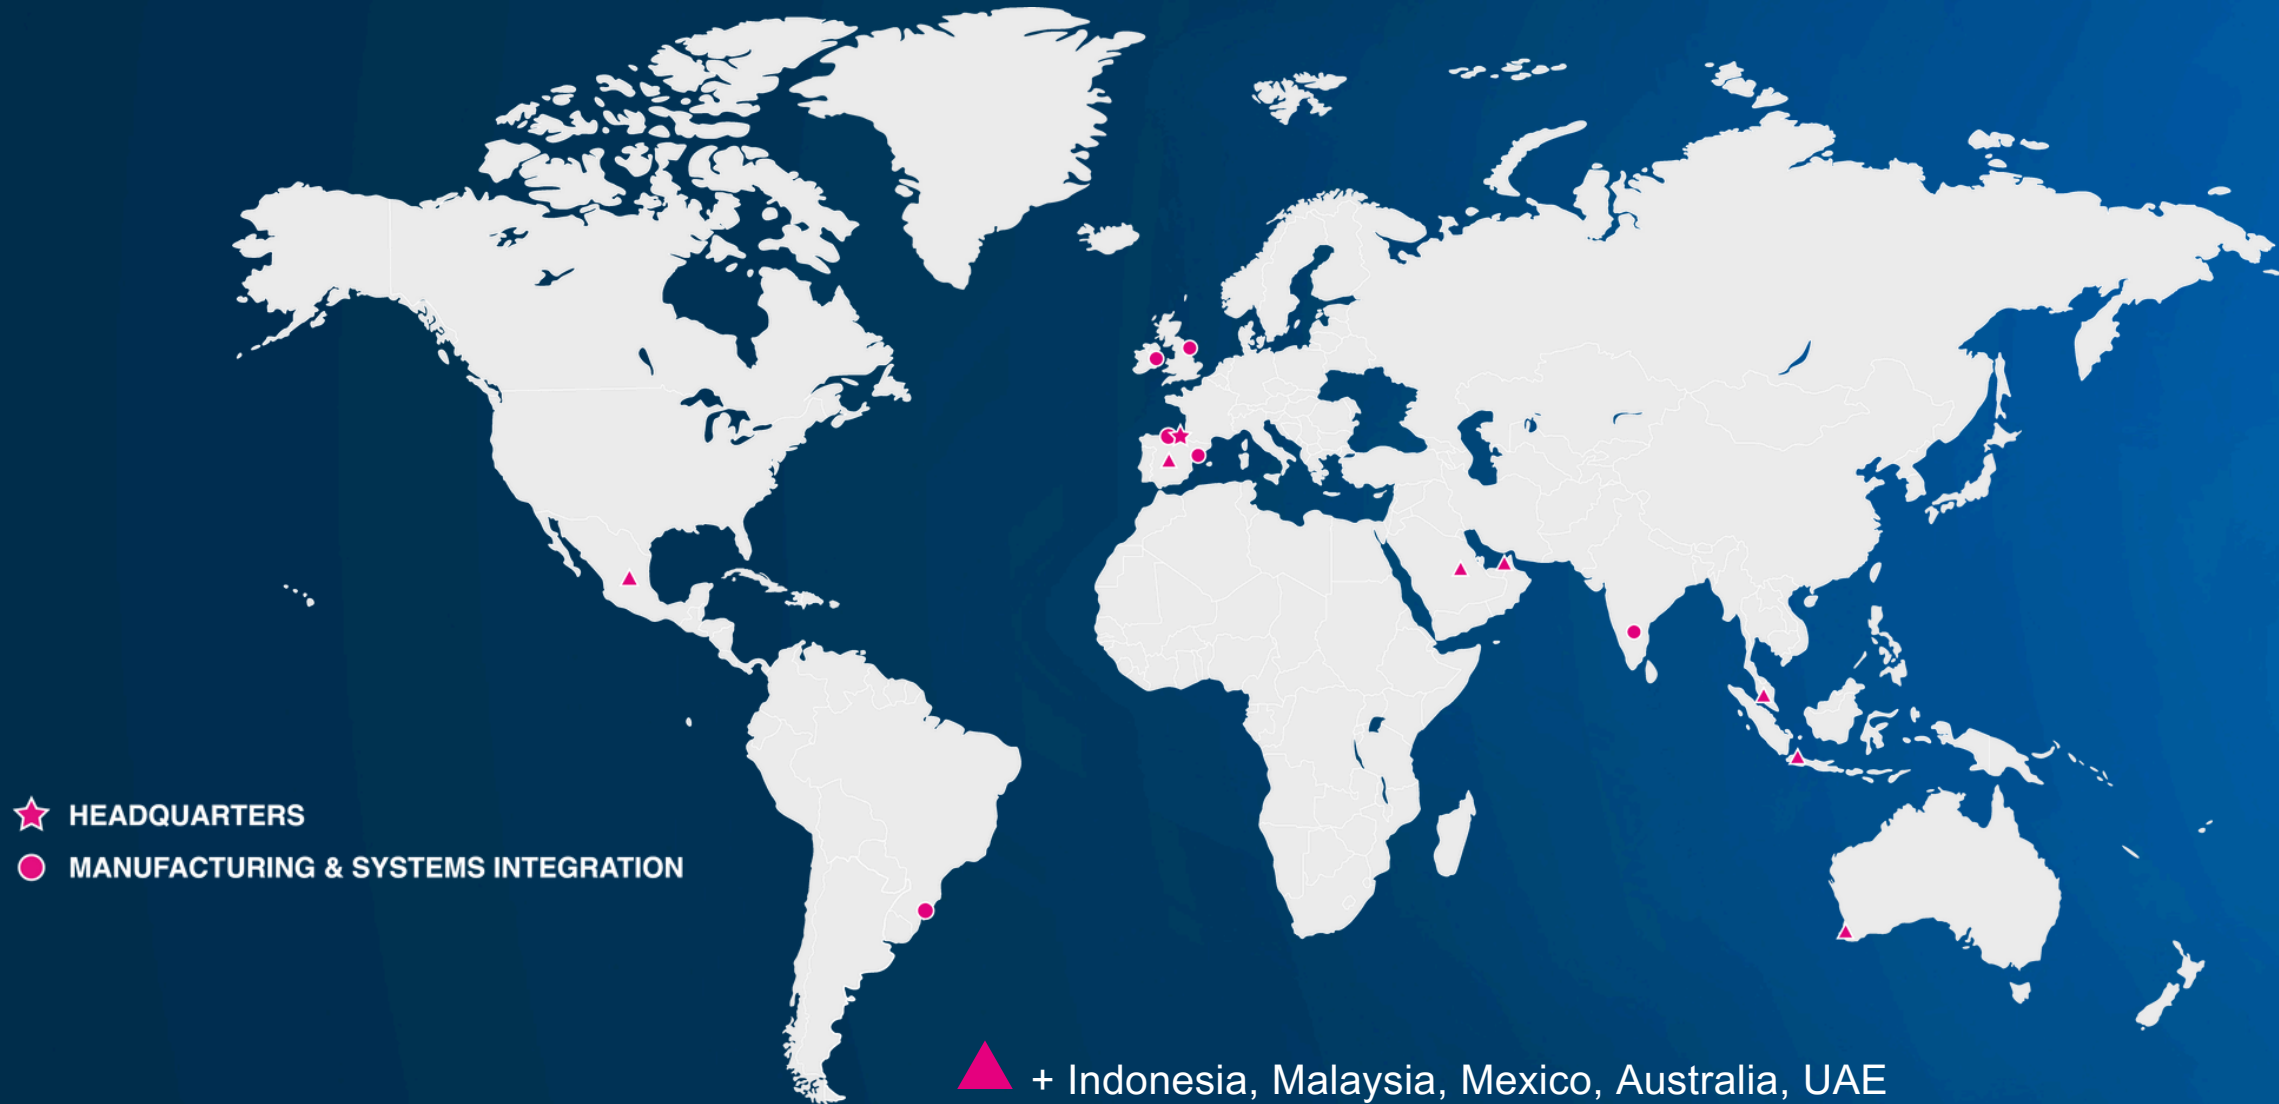 HEADQUARTERS
MANUFACTURING & SYSTEMS INTEGRATION
+ Indonesia, Malaysia, Mexico, Australia, UAE